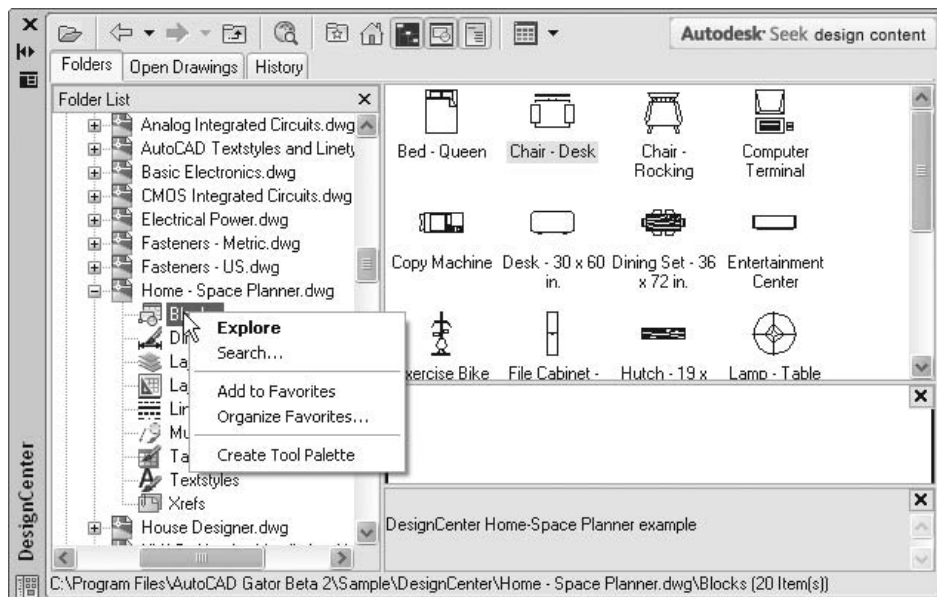 Autodesk Seek design content
Folders
Open Drawings
History
Folder List
Analog Integrated Circuits.dwg
AutoCAD Textstyles and Linety
Basic Electronics.dwg
CMOS Integrated Circuits.dwg
Electrical Power.dwg
Fasteners - Metric.dwg
Fasteners - US.dwg
Home - Space Planner.dwg
Textstyles
Xrefs
House Designer.dwg
Explore
Search...
Add to Favorites
Organize Favorites...
Create Tool Palette
Bed - Queen
Chair - Desk
Chair -
Rocking
Computer
Terminal
Copy Machine
Desk - 30 x 60
in.
Dining Set - 36
x 72 in.
Entertainment
Center
xercise Bike
File Cabinet -
Hutch - 19 x
Lamp - Table
DesignCenter Home-Space Planner example
DesignCenter
C:\Program Files\AutoCAD Gator Beta 2\Sample\DesignCenter\Home - Space Planner.dwg\Blocks (20 Item(s))